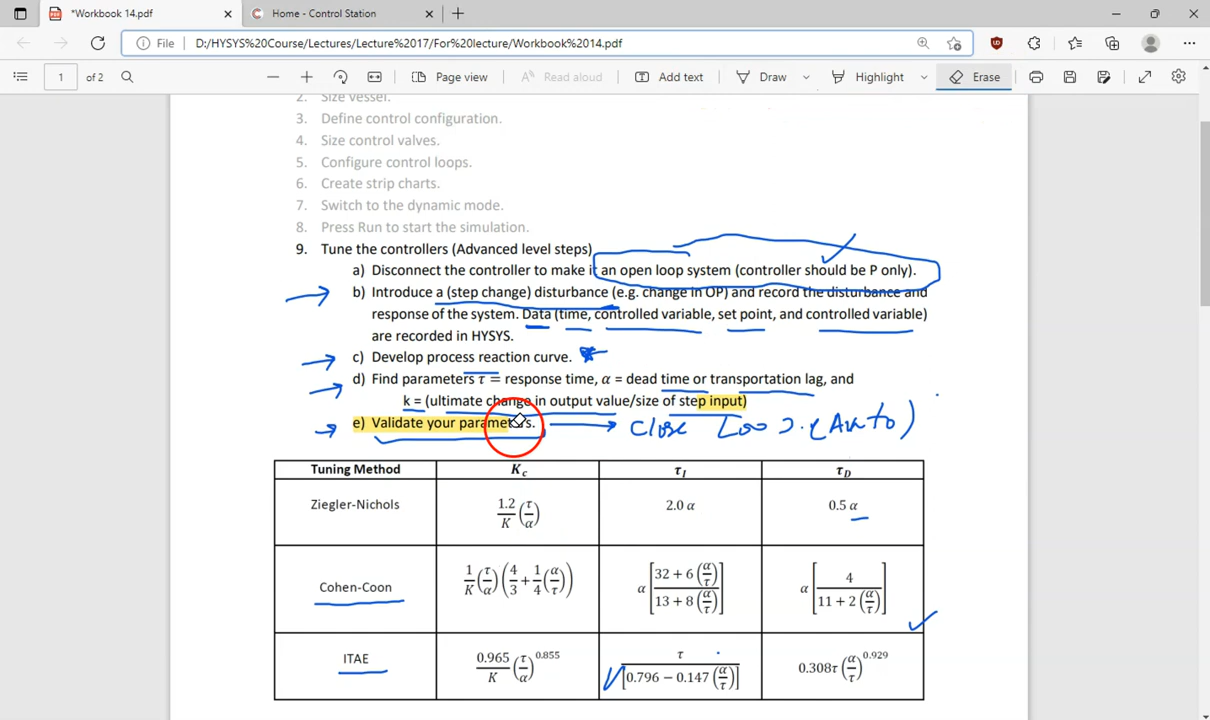 *Workbook 14.pdf
Home - Control Station
File D:/HYSYS%20Course/Lectures/Lecture%2017/For%20lecture/Workbook%2014.pdf
1 of 2 Page view Read aloud Add text Draw Highlight Erase
2. Size vessel.
3. Define control configuration.
4. Size control valves.
5. Configure control loops.
6. Create strip charts.
7. Switch to the dynamic mode.
8. Press Run to start the simulation.
9. Tune the controllers (Advanced level steps)
a) Disconnect the controller to make it an open loop system (controller should be P only).
b) Introduce a (step change) disturbance (e.g. change in OP) and record the disturbance and
response of the system. Data (time, controlled variable, set point, and controlled variable)
are recorded in HYSYS.
c) Develop process reaction curve.
d) Find parameters τ = response time, α = dead time or transportation lag, and
k = (ultimate change in output value/size of step input)
e) Validate your parameters. Close Loop. (Auto)
Tuning Method K_c τ_I τ_D
Ziegler-Nichols 1.2/K (τ/α) 2.0 α 0.5 α
Cohen-Coon 1/K (τ/α) (4/3 + 1/4 (α/τ)) α [32 + 6 (α/τ) / 13 + 8 (α/τ)] α [4 / 11 + 2 (α/τ)]
ITAE 0.965/K (τ/α)^0.855 τ / [0.796 − 0.147 (α/τ)] 0.308τ (α/τ)^0.929